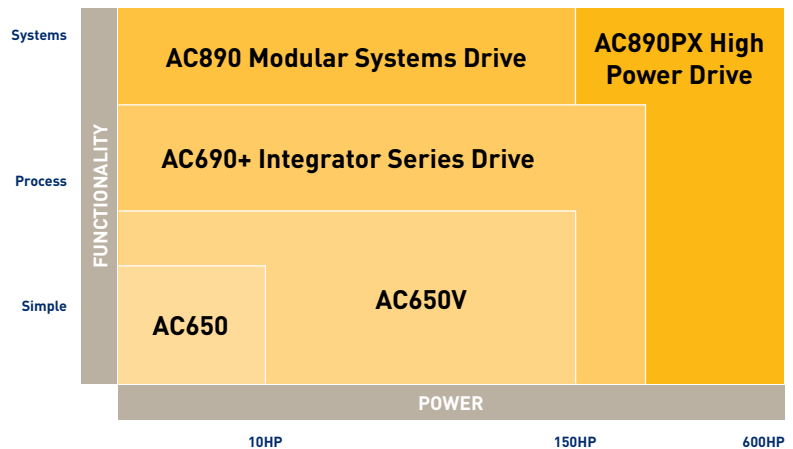 Systems
AC890 Modular Systems Drive
AC890PX High
Power Drive
FUNCTIONALITY
AC690+ Integrator Series Drive
Process
AC650V
Simple
AC650
POWER
10HP
150HP
600HP